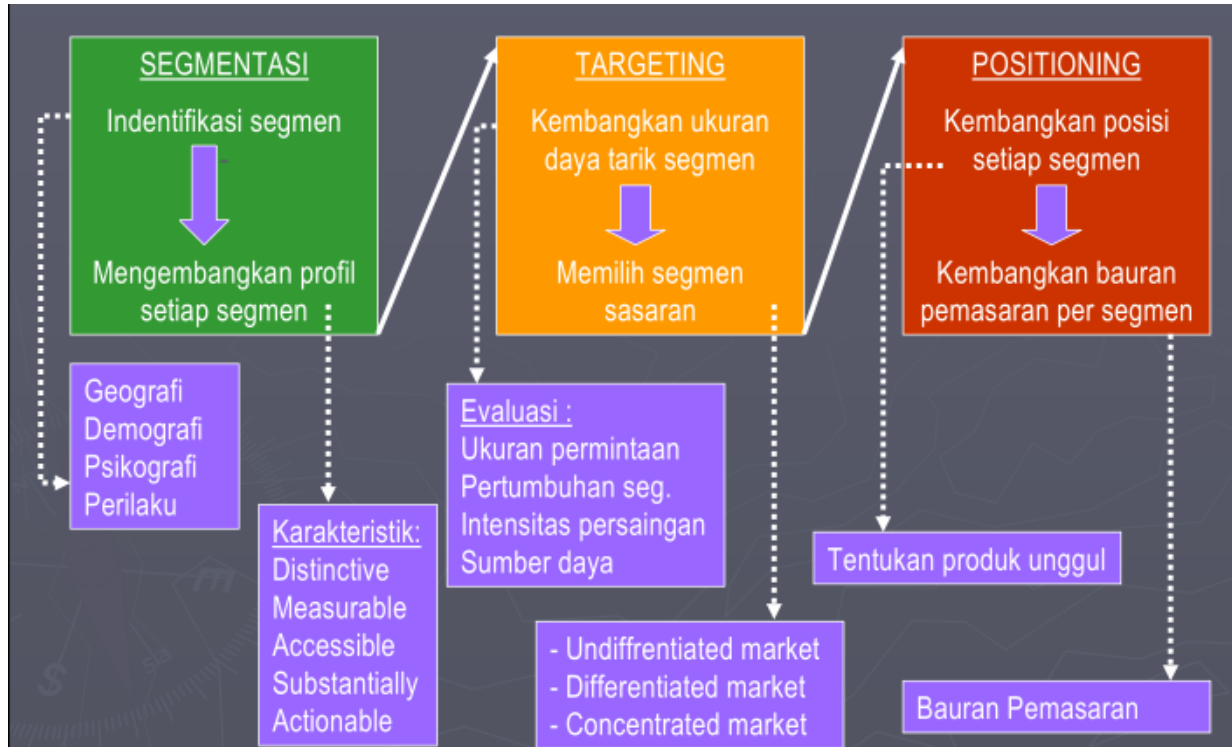 SEGMENTASI
Indentifikasi segmen
Mengembangkan profil
setiap segmen
Geografi
Demografi
Psikografi
Perilaku
Karakteristik:
Distinctive
Measurable
Accessible
Substantially
Actionable
TARGETING
Kembangkan ukuran
daya tarik segmen
Memilih segmen
sasaran
Evaluasi :
Ukuran permintaan
Pertumbuhan seg.
Intensitas persaingan
Sumber daya
- Undiffrentiated market
- Differentiated market
- Concentrated market
POSITIONING
Kembangkan posisi
setiap segmen
Kembangkan bauran
pemasaran per segmen
Tentukan produk unggul
Bauran Pemasaran